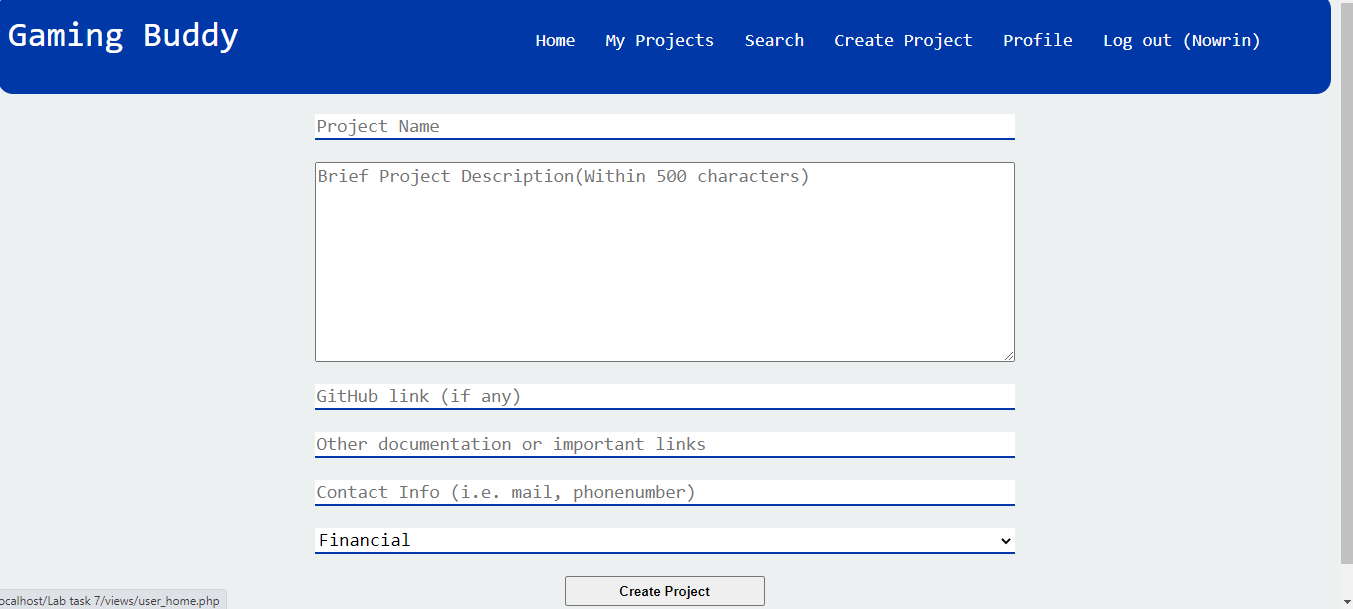 Gaming Buddy
Home My Projects Search Create Project Profile Log out (Nowrin)
Project Name
Brief Project Description(Within 500 characters)
GitHub link (if any)
Other documentation or important links
Contact Info (i.e. mail, phonenumber)
Financial
Create Project
ocalhost/Lab task 7/views/user_home.php